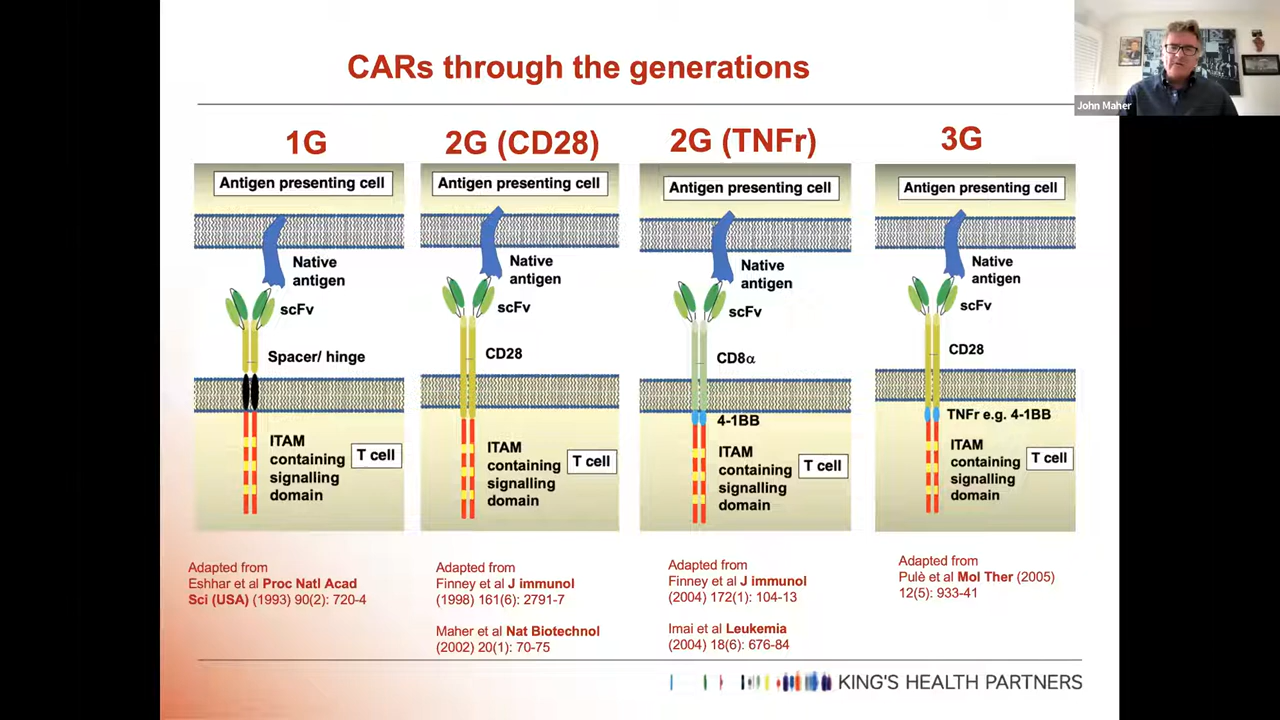 CARs through the generations
John Maher
1G
2G (CD28)
2G (TNFr)
3G
Antigen presenting cell
Native
antigen
scFv
Spacer/ hinge
ITAM
containing
signalling
domain
T cell
Antigen presenting cell
Native
antigen
scFv
CD28
ITAM
containing
signalling
domain
T cell
Antigen presenting cell
Native
antigen
scFv
CD8α
4-1BB
ITAM
containing
signalling
domain
T cell
Antigen presenting cell
Native
antigen
scFv
CD28
TNFr e.g. 4-1BB
ITAM
containing
signalling
domain
T cell
Adapted from
Eshhar et al Proc Natl Acad
Sci (USA) (1993) 90(2): 720-4
Adapted from
Finney et al J immunol
(1998) 161(6): 2791-7
Maher et al Nat Biotechnol
(2002) 20(1): 70-75
Adapted from
Finney et al J immunol
(2004) 172(1): 104-13
Imai et al Leukemia
(2004) 18(6): 676-84
Adapted from
Pulè et al Mol Ther (2005)
12(5): 933-41
KING'S HEALTH PARTNERS